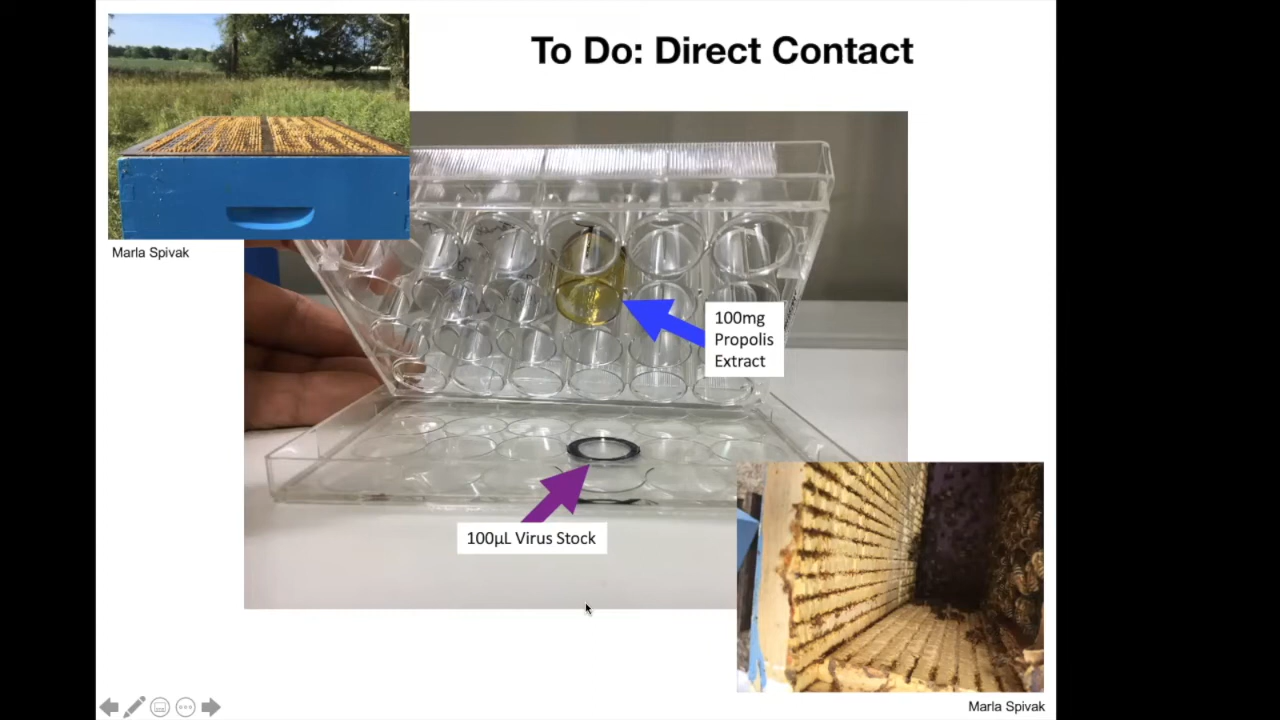 To Do: Direct Contact
Marla Spivak
100mg
Propolis
Extract
100µL Virus Stock
Marla Spivak